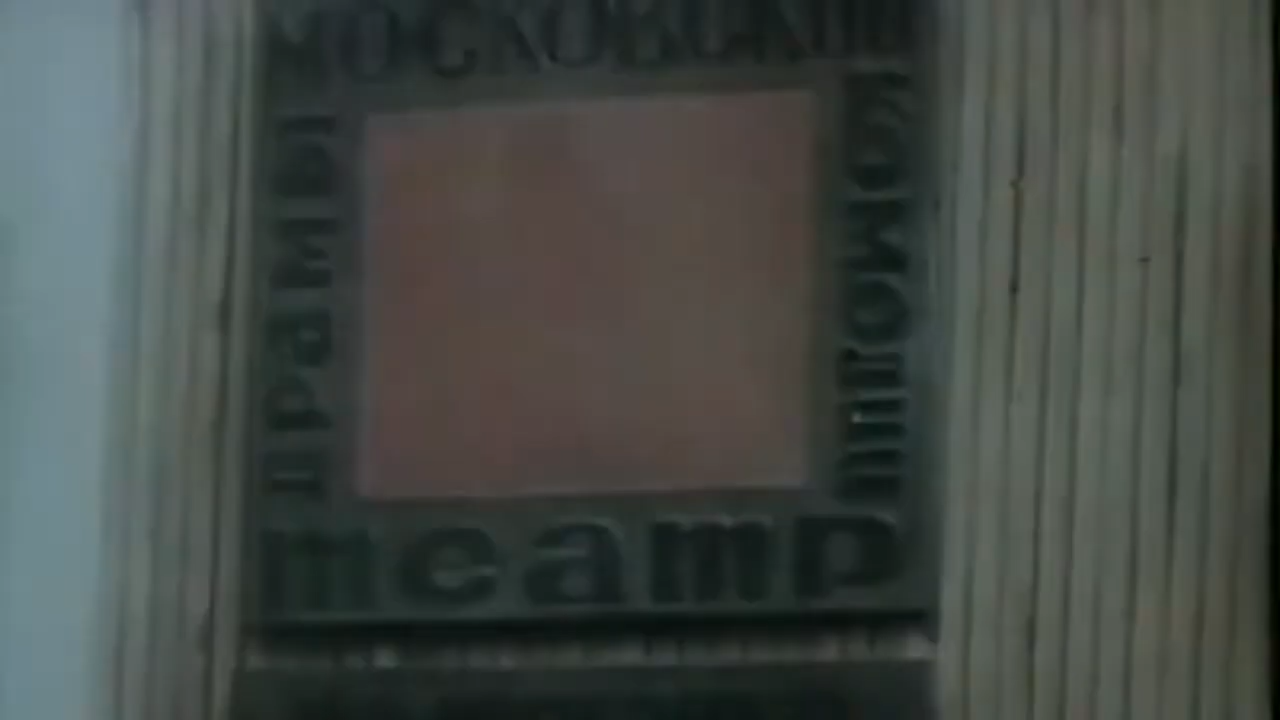 московский
театр
драмы
комедии